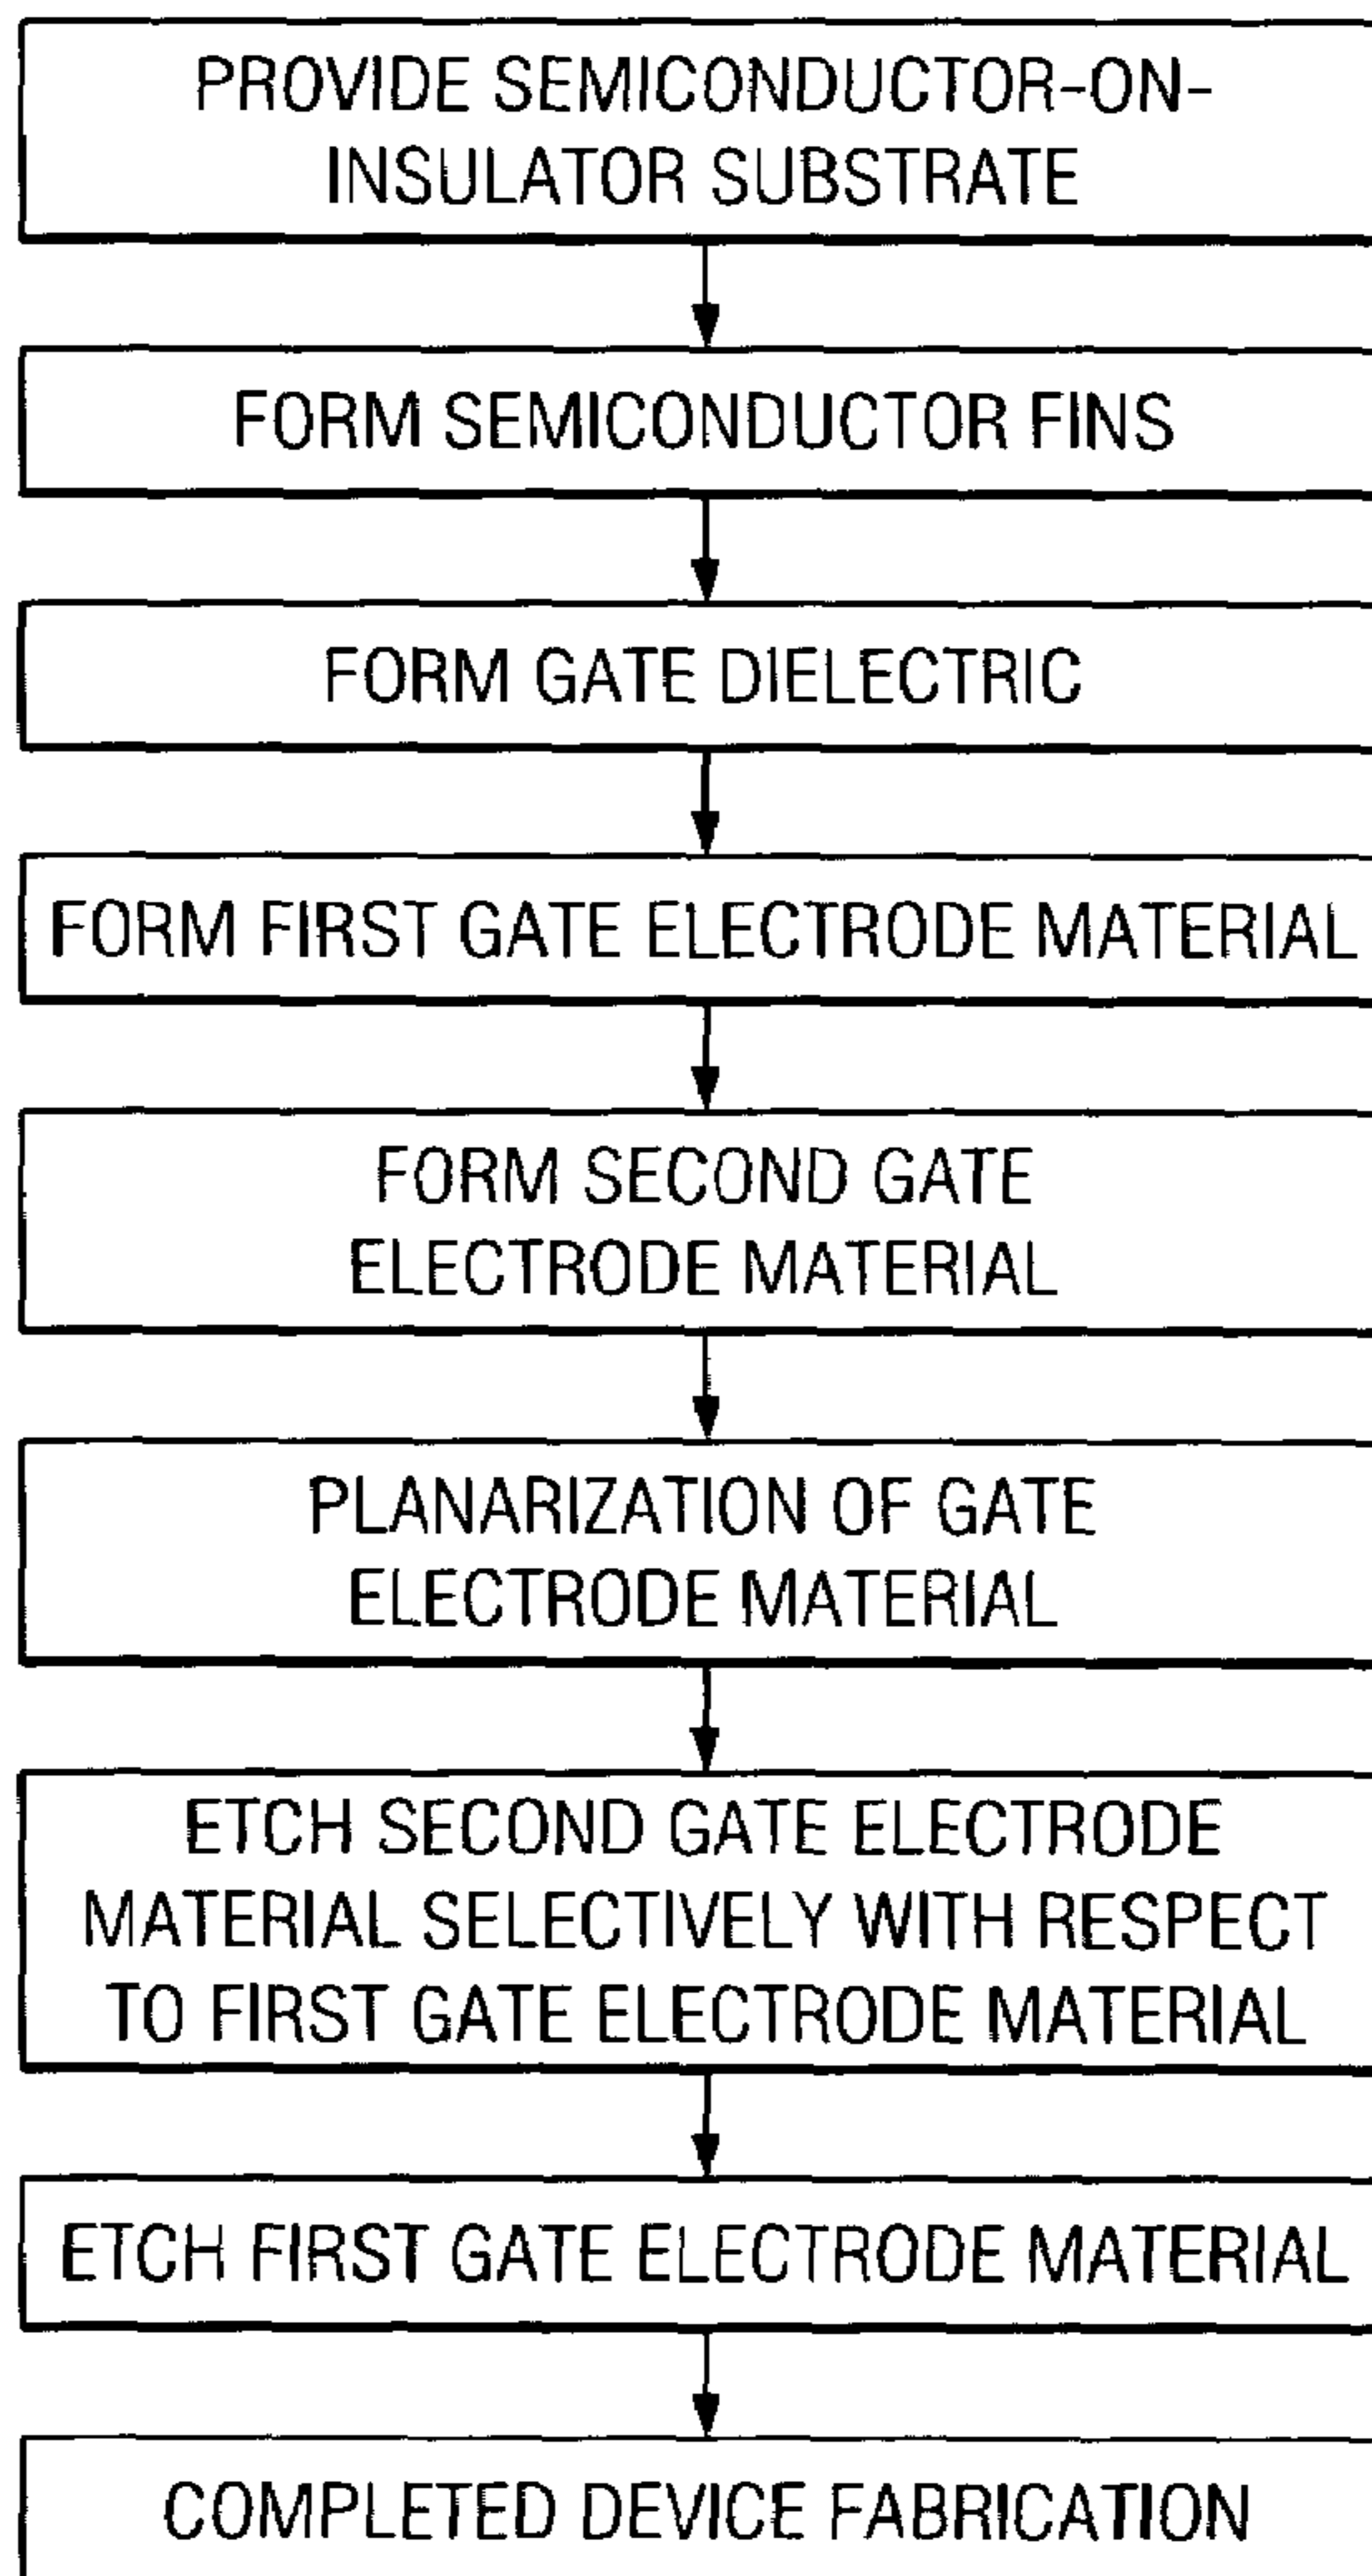 PROVIDE SEMICONDUCTOR-ON-
INSULATOR SUBSTRATE
FORM SEMICONDUCTOR FINS
FORM GATE DIELECTRIC
FORM FIRST GATE ELECTRODE MATERIAL
FORM SECOND GATE
ELECTRODE MATERIAL
PLANARIZATION OF GATE
ELECTRODE MATERIAL
ETCH SECOND GATE ELECTRODE
MATERIAL SELECTIVELY WITH RESPECT
TO FIRST GATE ELECTRODE MATERIAL
ETCH FIRST GATE ELECTRODE MATERIAL
COMPLETED DEVICE FABRICATION